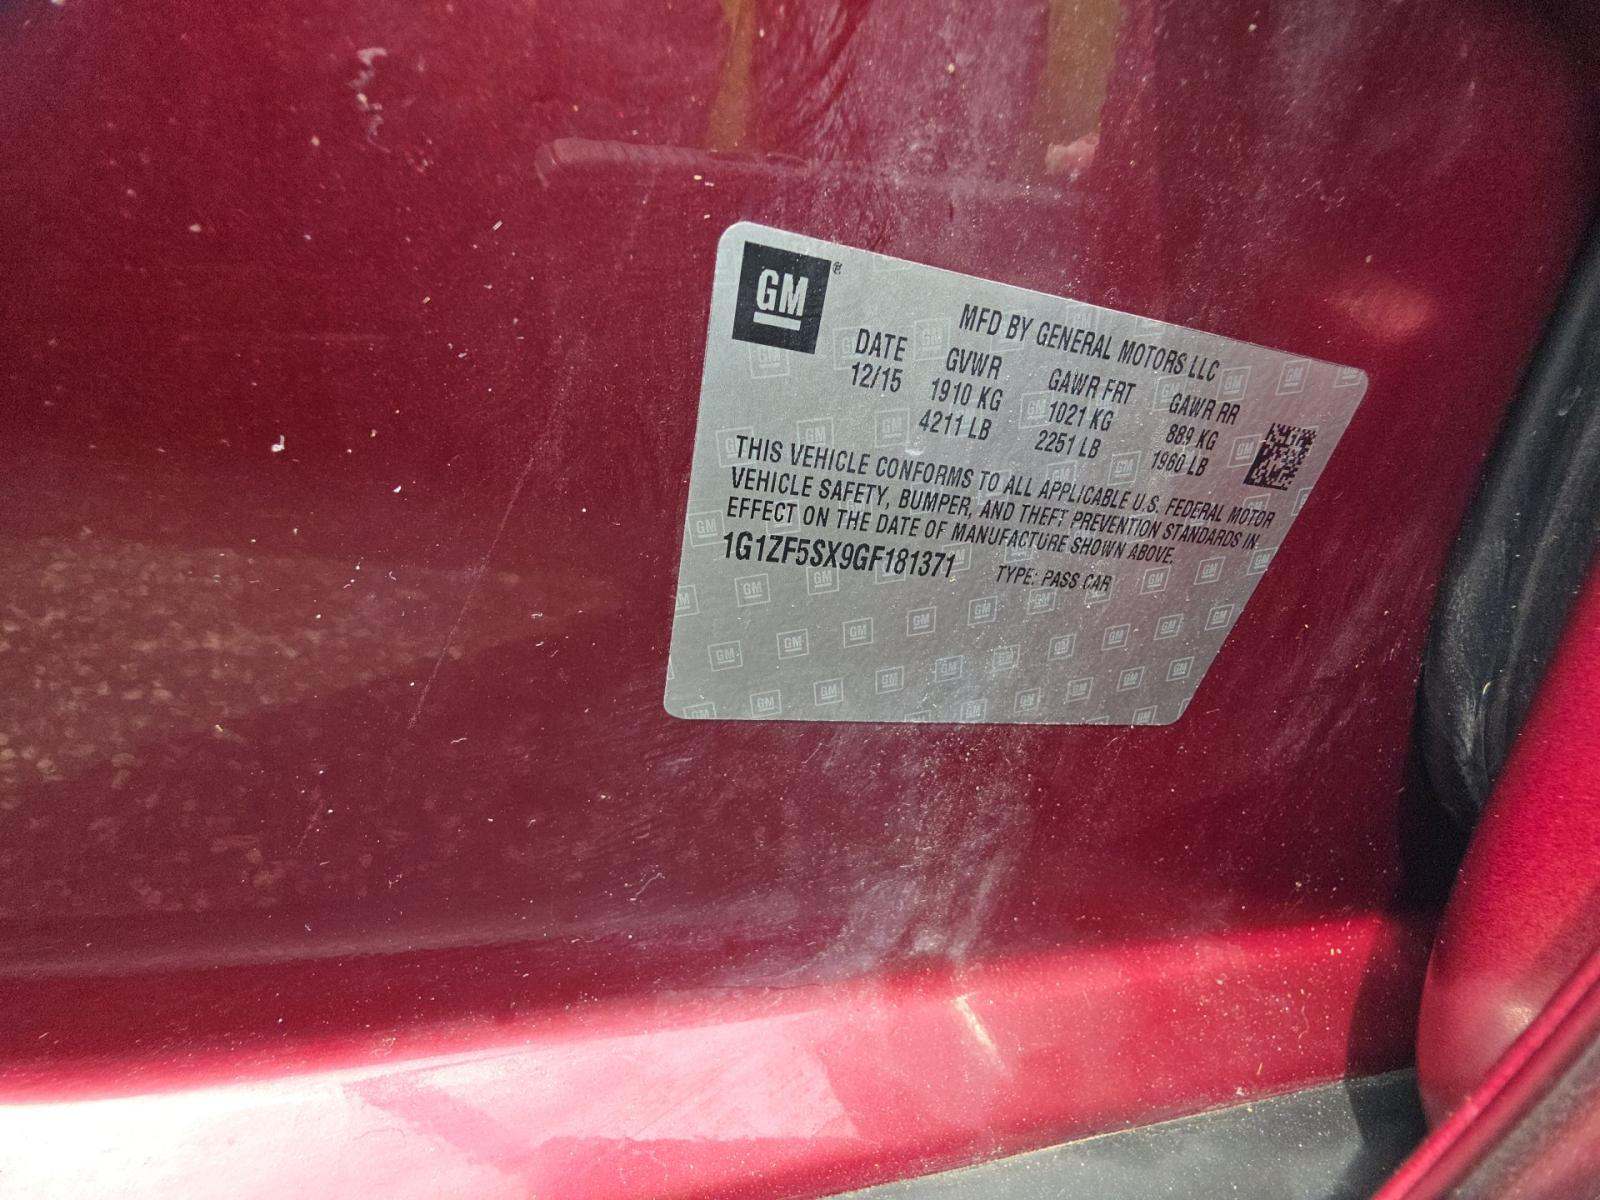 GM
MFD BY GENERAL MOTORS LLC
DATE GVWR GAWR FRT GAWR RR
12/15 1910 KG 1021 KG 889 KG
4211 LB 2251 LB 1960 LB
THIS VEHICLE CONFORMS TO ALL APPLICABLE U.S. FEDERAL MOTOR
VEHICLE SAFETY, BUMPER, AND THEFT PREVENTION STANDARDS IN
EFFECT ON THE DATE OF MANUFACTURE SHOWN ABOVE.
1G1ZF5SX9GF181371 TYPE: PASS CAR